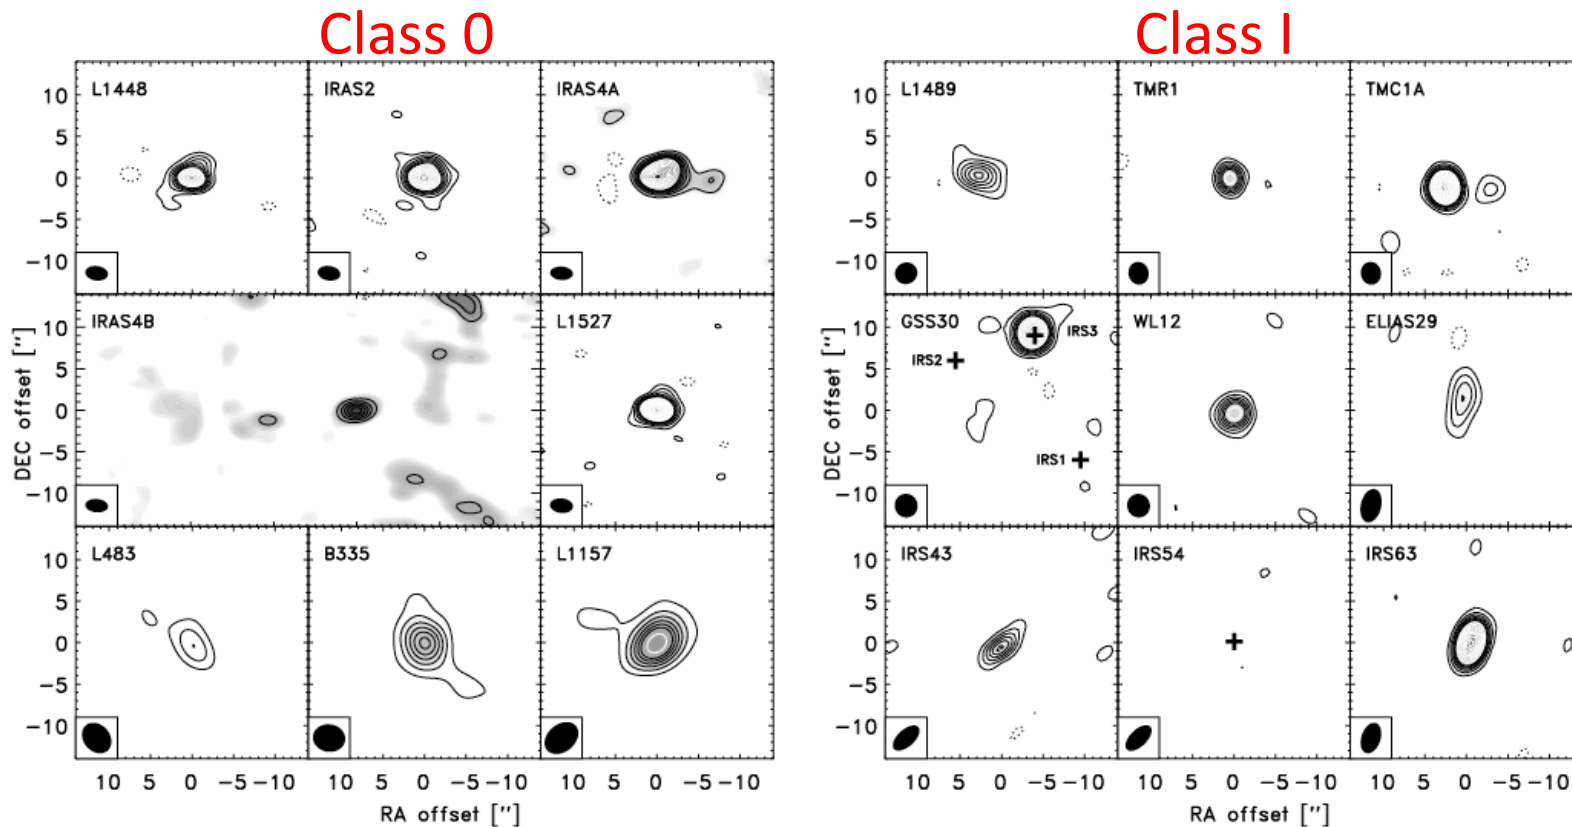 Class 0
Class I
L1448
IRAS2
IRAS4A
10
5
0
−5
−10
IRAS4B
L1527
10
5
0
−5
−10
L483
B335
L1157
10
5
0
−5
−10
10 5 0 −5 −10
10 5 0 −5 −10
10 5 0 −5 −10
DEC offset ["]
RA offset ["]
L1489
TMR1
TMC1A
10
5
0
−5
−10
GSS30
IRS3
IRS2
IRS1
WL12
ELIAS29
10
5
0
−5
−10
IRS43
IRS54
IRS63
10
5
0
−5
−10
10 5 0 −5 −10
10 5 0 −5 −10
10 5 0 −5 −10
DEC offset ["]
RA offset ["]